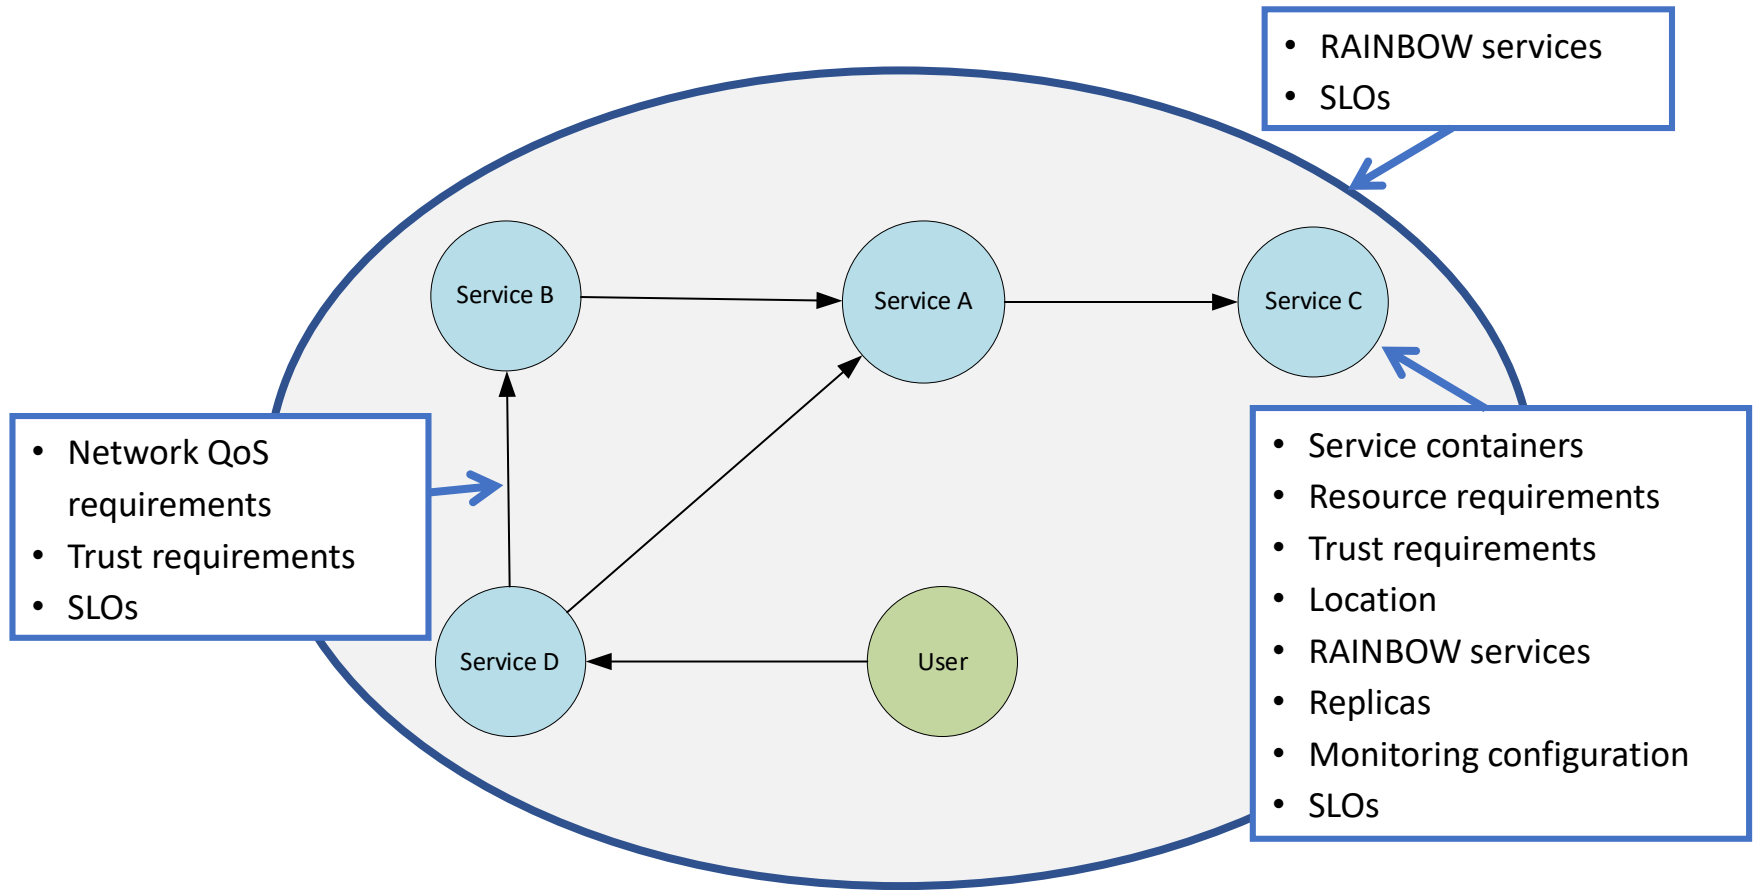 • RAINBOW services
• SLOs
Service B
Service A
Service C
• Network QoS
requirements
• Trust requirements
• SLOs
• Service containers
• Resource requirements
• Trust requirements
• Location
• RAINBOW services
• Replicas
• Monitoring configuration
• SLOs
Service D
User